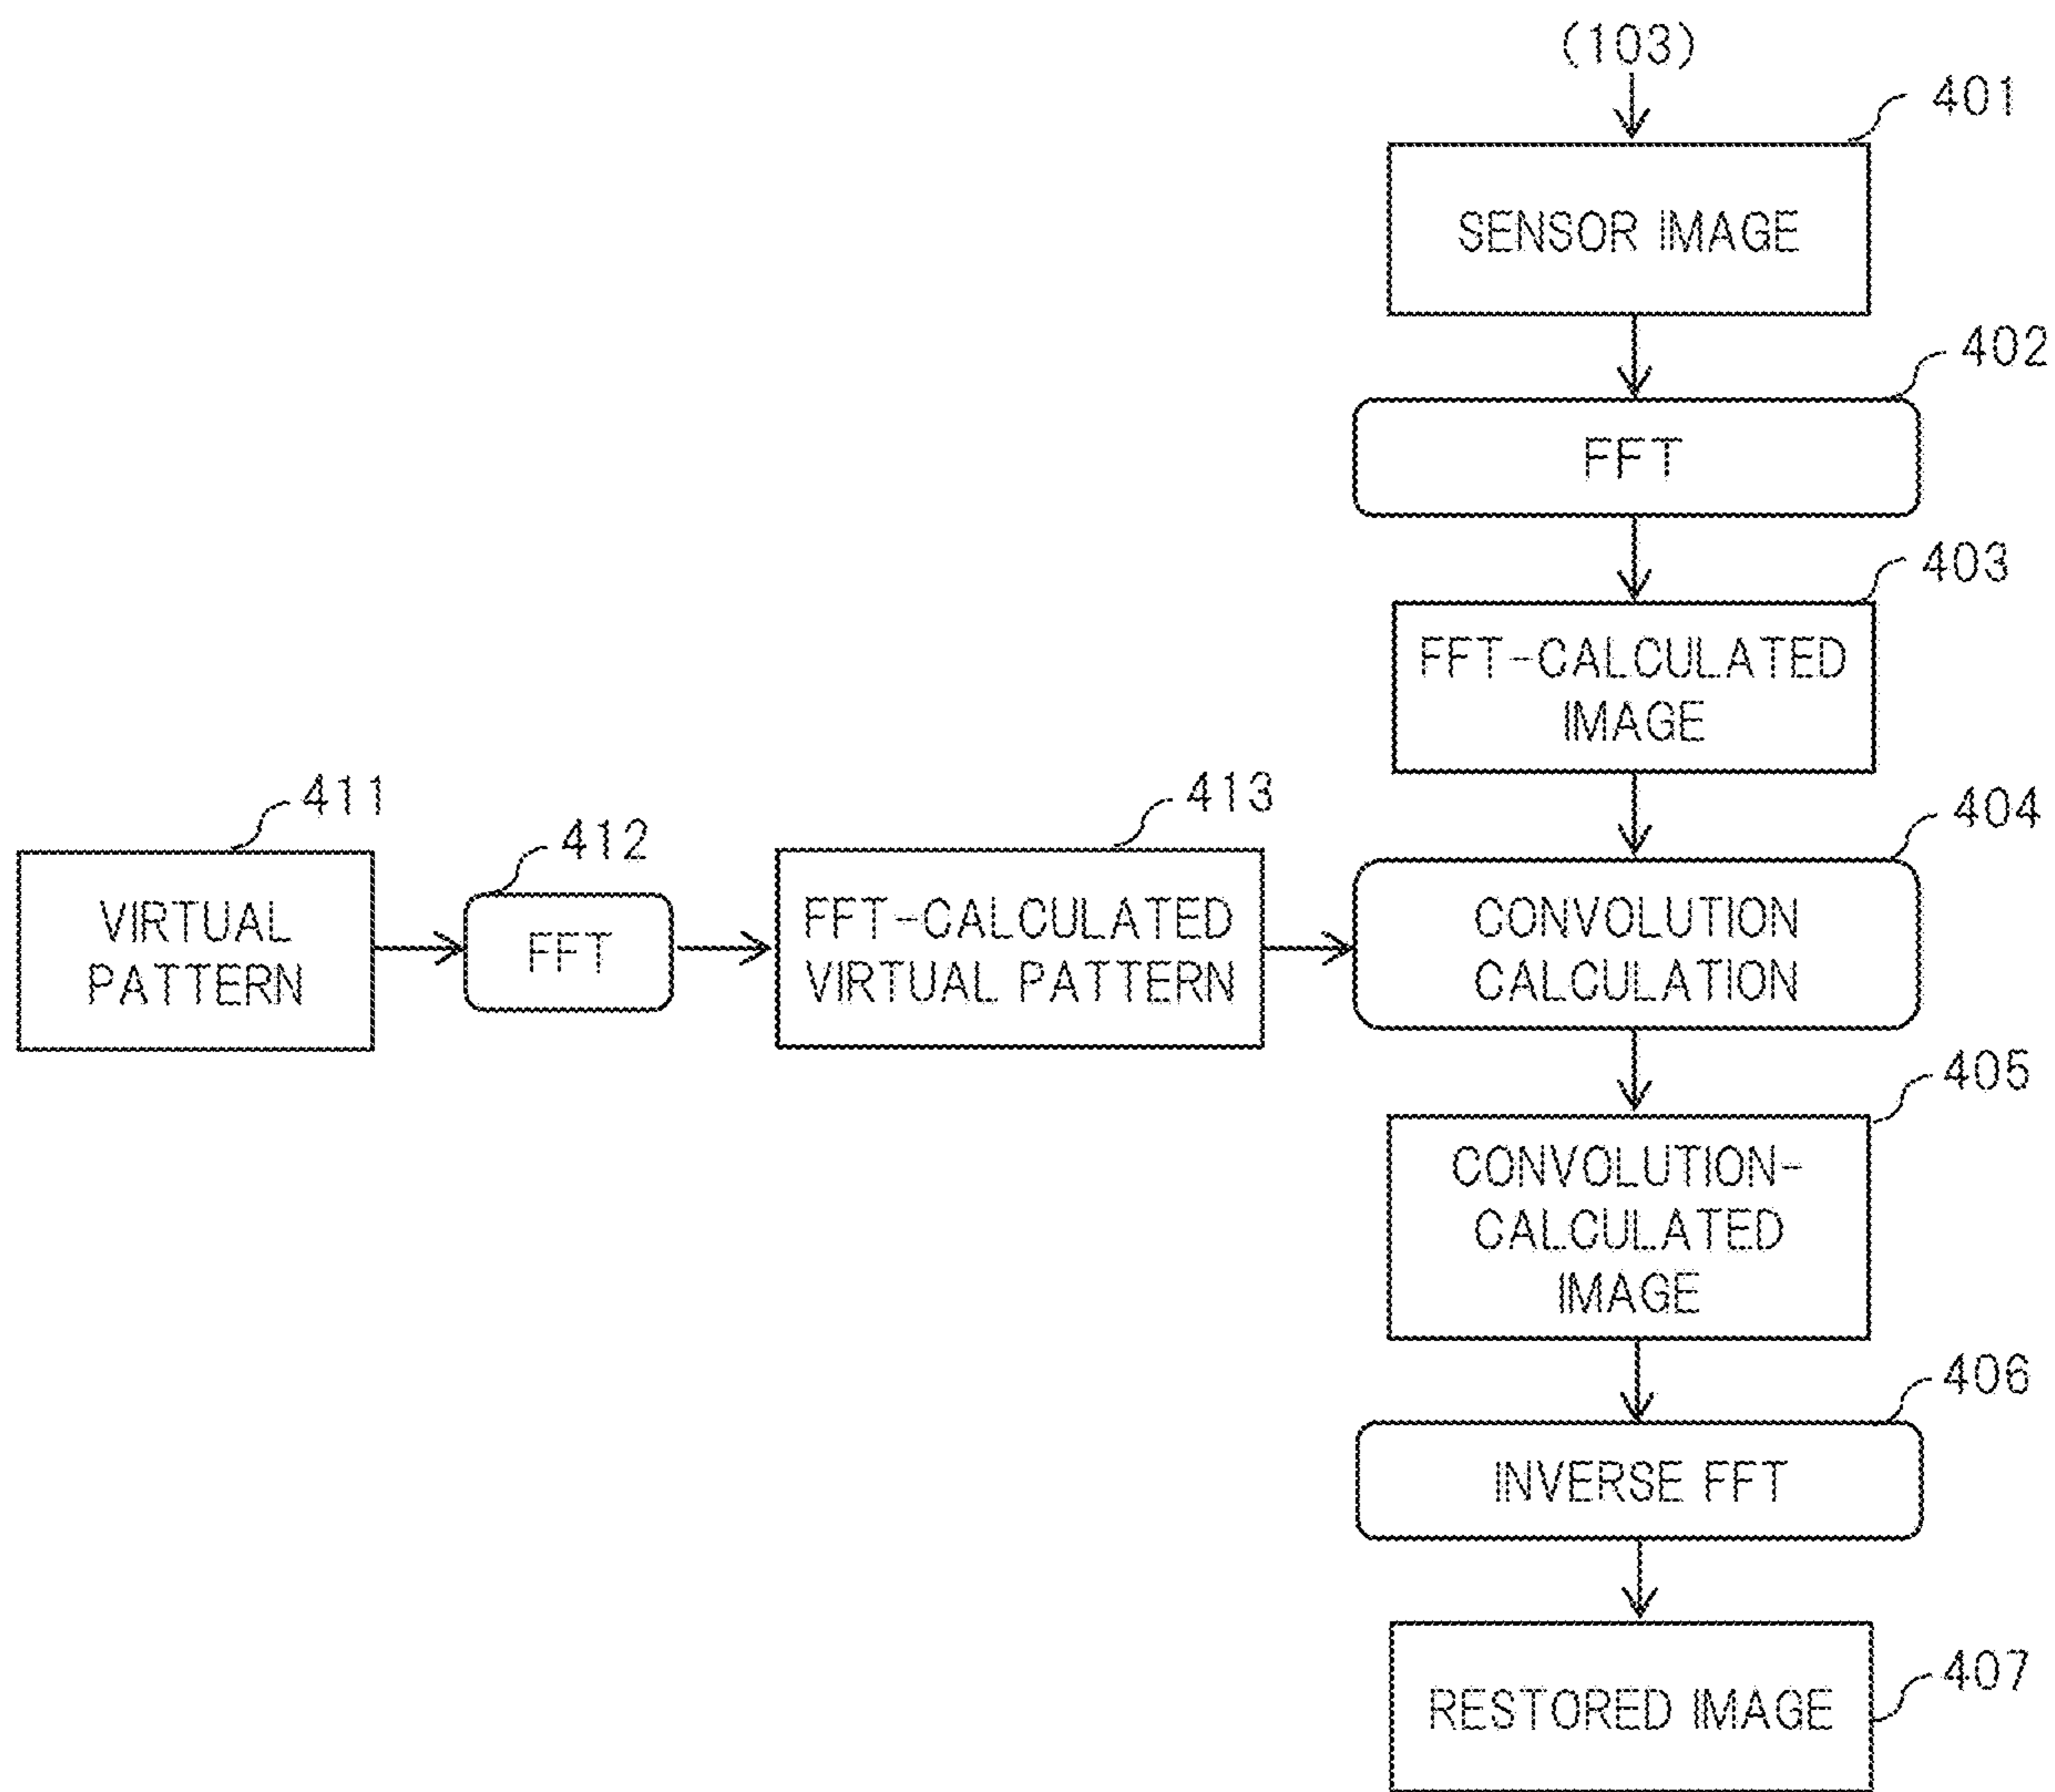 (103)
401
SENSOR IMAGE
402
FFT
403
FFT-CALCULATED
IMAGE
411
VIRTUAL
PATTERN
412
FFT
413
FFT-CALCULATED
VIRTUAL PATTERN
404
CONVOLUTION
CALCULATION
405
CONVOLUTION-
CALCULATED
IMAGE
406
INVERSE FFT
407
RESTORED IMAGE